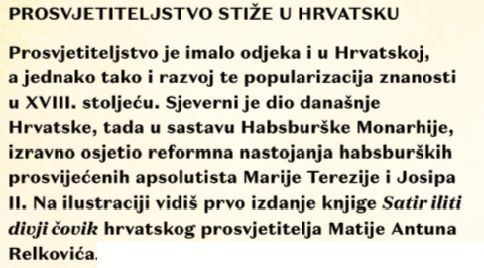 PROSVJETITELJSTVO STIŽE U HRVATSKU
Prosvjetiteljstvo je imalo odjeka i u Hrvatskoj,
a jednako tako i razvoj te popularizacija znanosti
u XVIII. stoljeću. Sjeverni je dio današnje
Hrvatske, tada u sastavu Habsburške Monarhije,
izravno osjetio reformna nastojanja habsburških
prosvijećenih apsolutista Marije Terezije i Josipa
II. Na ilustraciji vidiš prvo izdanje knjige Satir iliti
divji čovik hrvatskog prosvjetitelja Matije Antuna
Relkovića.